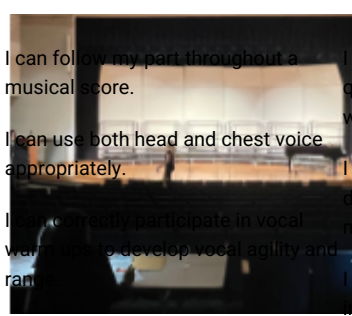 I can follow my part throughout a
musical score.
I can use both head and chest voice
appropriately.
I can correctly participate in vocal
warm ups to develop vocal agility and
range.
I
I
I